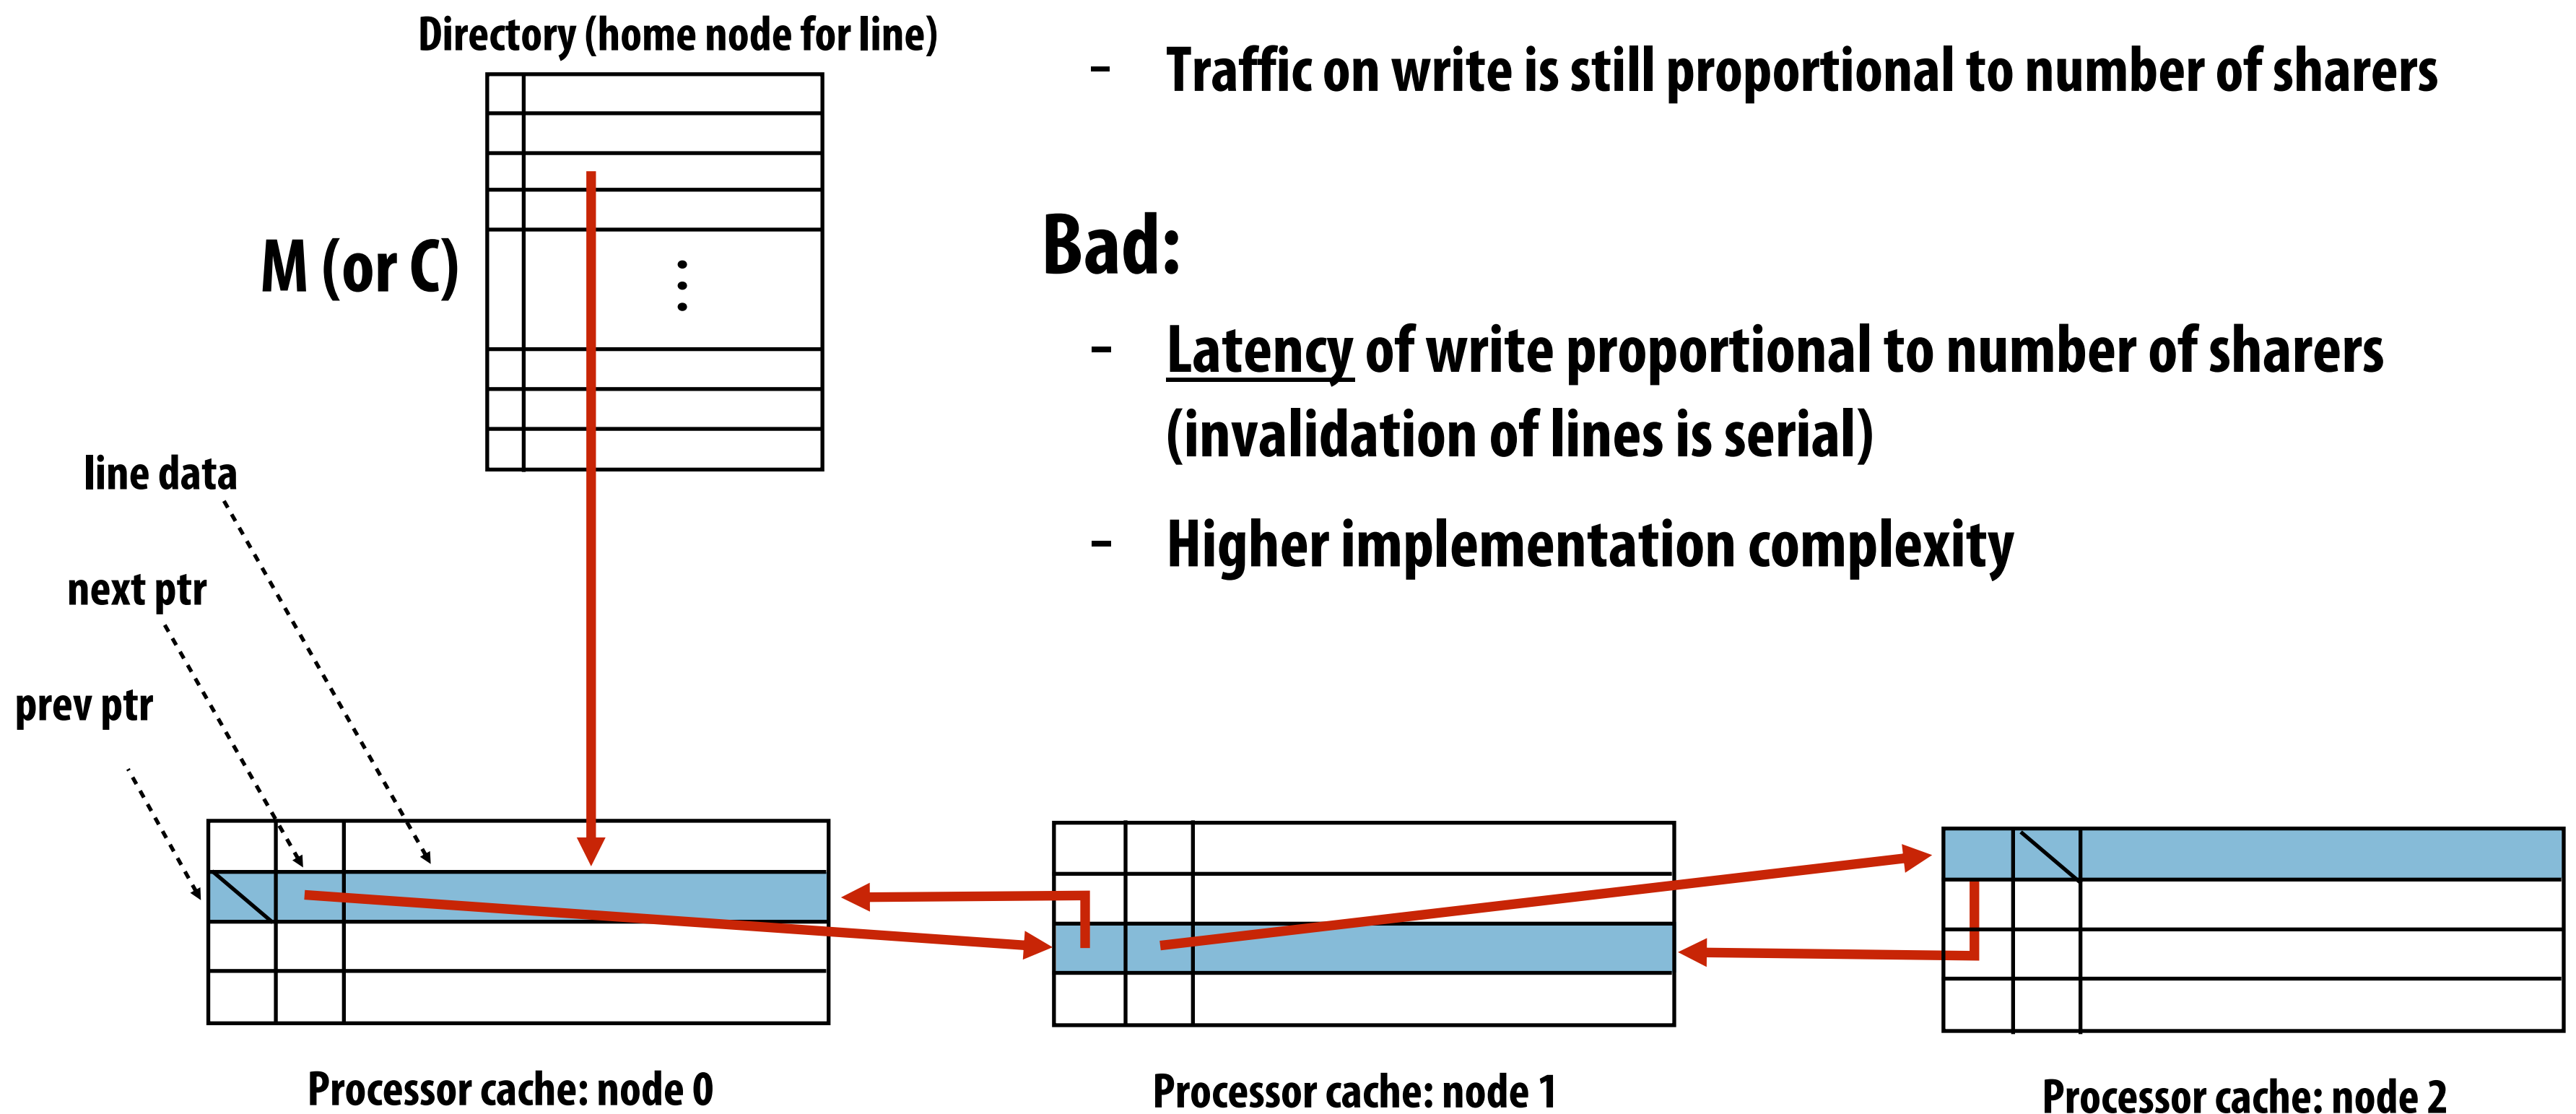 Directory (home node for line)
- Traffic on write is still proportional to number of sharers
M (or C)
Bad:
- Latency of write proportional to number of sharers
(invalidation of lines is serial)
- Higher implementation complexity
line data
next ptr
prev ptr
Processor cache: node 0
Processor cache: node 1
Processor cache: node 2